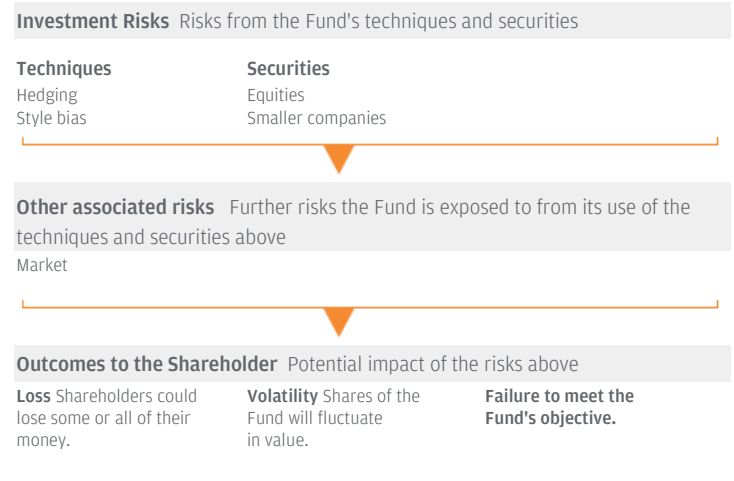 Investment Risks Risks from the Fund's techniques and securities
Techniques
Hedging
Style bias
Securities
Equities
Smaller companies
Other associated risks Further risks the Fund is exposed to from its use of the
techniques and securities above
Market
Outcomes to the Shareholder Potential impact of the risks above
Loss Shareholders could
lose some or all of their
money.
Volatility Shares of the
Fund will fluctuate
in value.
Failure to meet the
Fund's objective.